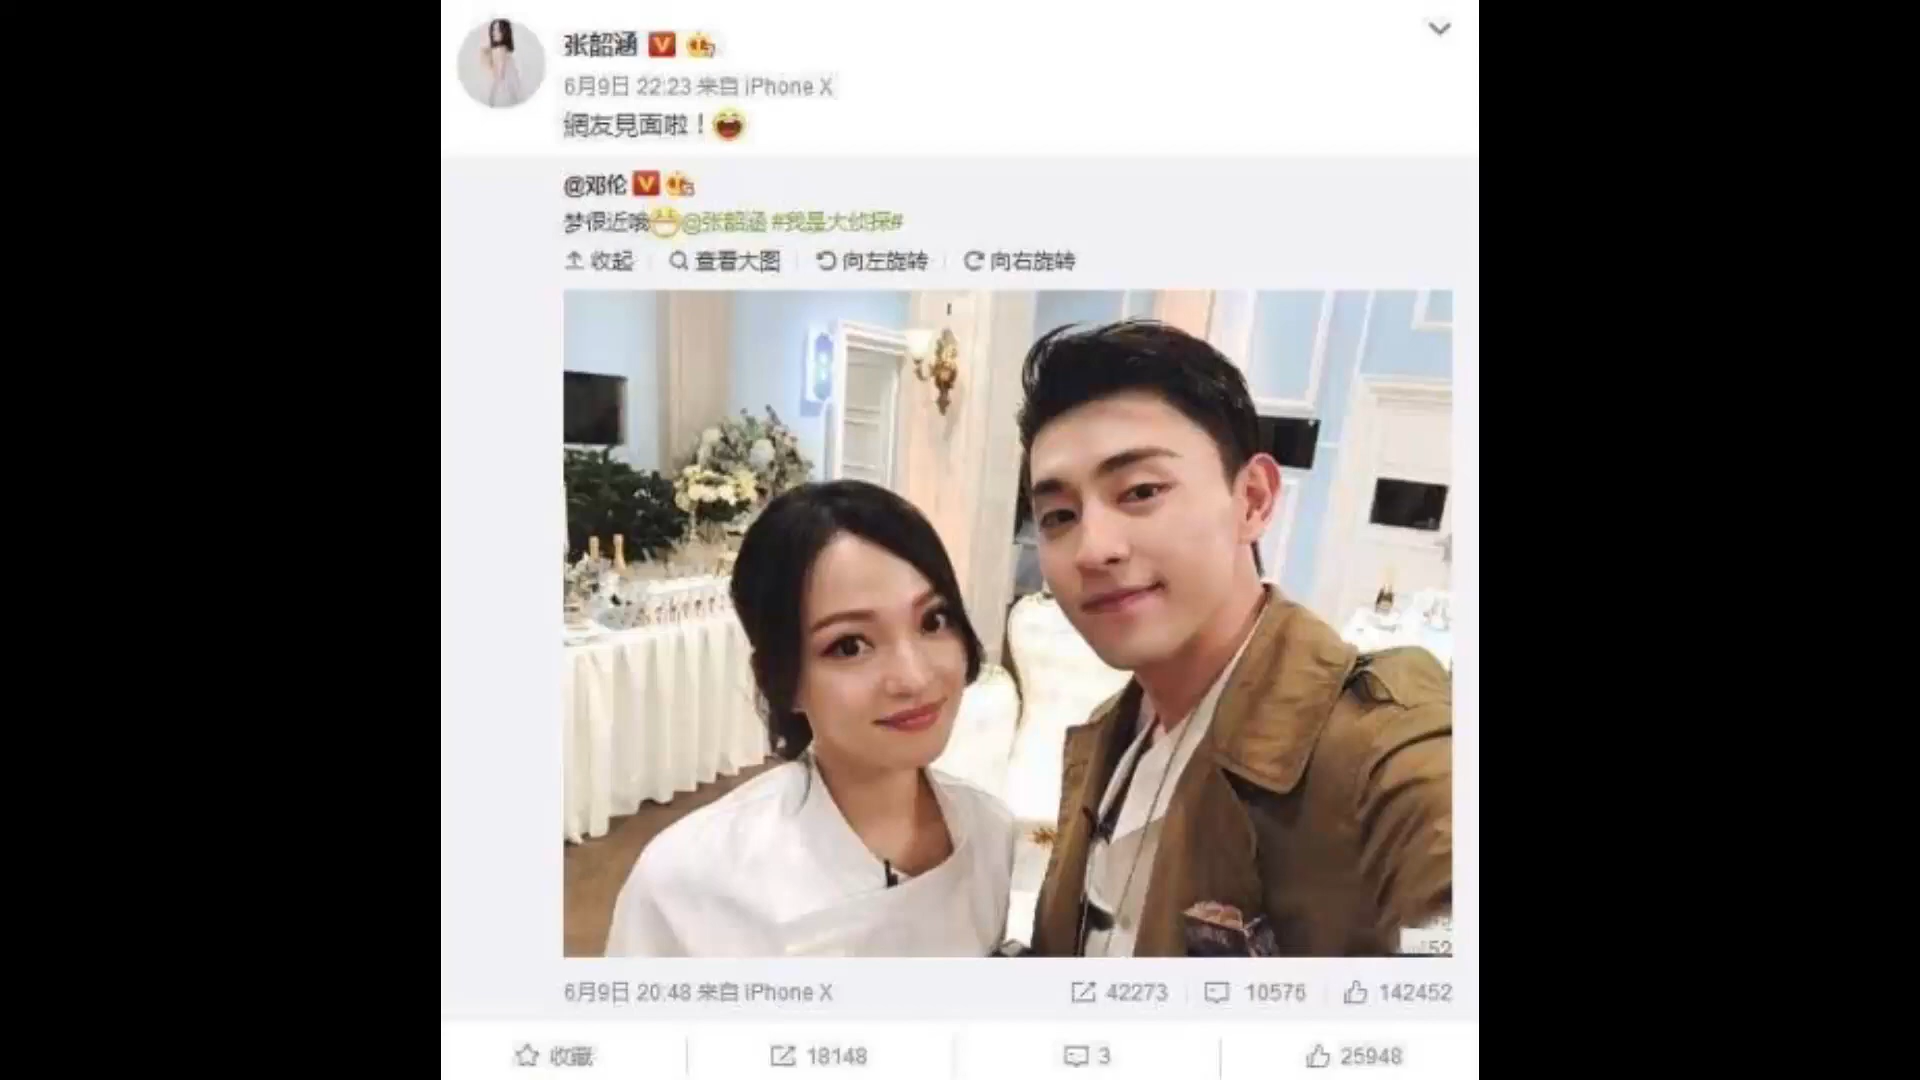 张韶涵
6月9日 22:23 来自 iPhone X
網友見面啦！
@邓伦
梦很近哦 @张韶涵 #我是大侦探#
收起 查看大图 向左旋转 向右旋转
52
6月9日 20:48 来自 iPhone X 42273 10576 142452
收藏 18148 3 25948